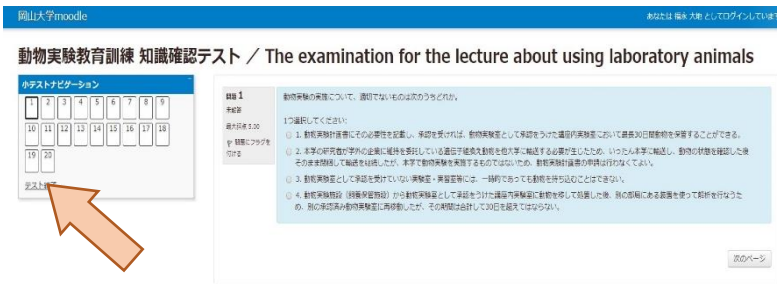 岡山大学moodle
あなたは 福永 大地 としてログインしています
動物実験教育訓練 知識確認テスト ／ The examination for the lecture about using laboratory animals
小テストナビゲーション
1 2 3 4 5 6 7 8 9
10 11 12 13 14 15 16 17 18
19 20
テスト終了
問題 1
未解答
最大評点 5.00
問題にフラグを
付ける
動物実験の実施について、適切でないものは次のうちどれか。
1つ選択してください:
1. 動物実験計画書にその必要性を記載し、承認を受ければ、動物実験室として承認をうけた講座内実験室において最長30日間動物を保管することができる。
2. 本学の研究者が学外の企業に維持を委託している遺伝子組換え動物を他大学に輸送する必要が生じたため、いったん本学に輸送し、動物の状態を確認した後
そのまま梱包して輸送を継続したが、本学で動物実験を実施するものではないため、動物実験計画書の申請は行わなくてよい。
3. 動物実験室として承認を受けていない実験室・実習室等には、一時的であっても動物を持ち込むことはできない。
4. 動物実験施設（飼養保管施設）から動物実験室として承認をうけた講座内実験室に動物を移して処置した後、別の部局にある装置を使って解析を行なうた
め、別の承認済み動物実験室に再移動したが、その期間は合計して30日を超えてはならない。
次のページ